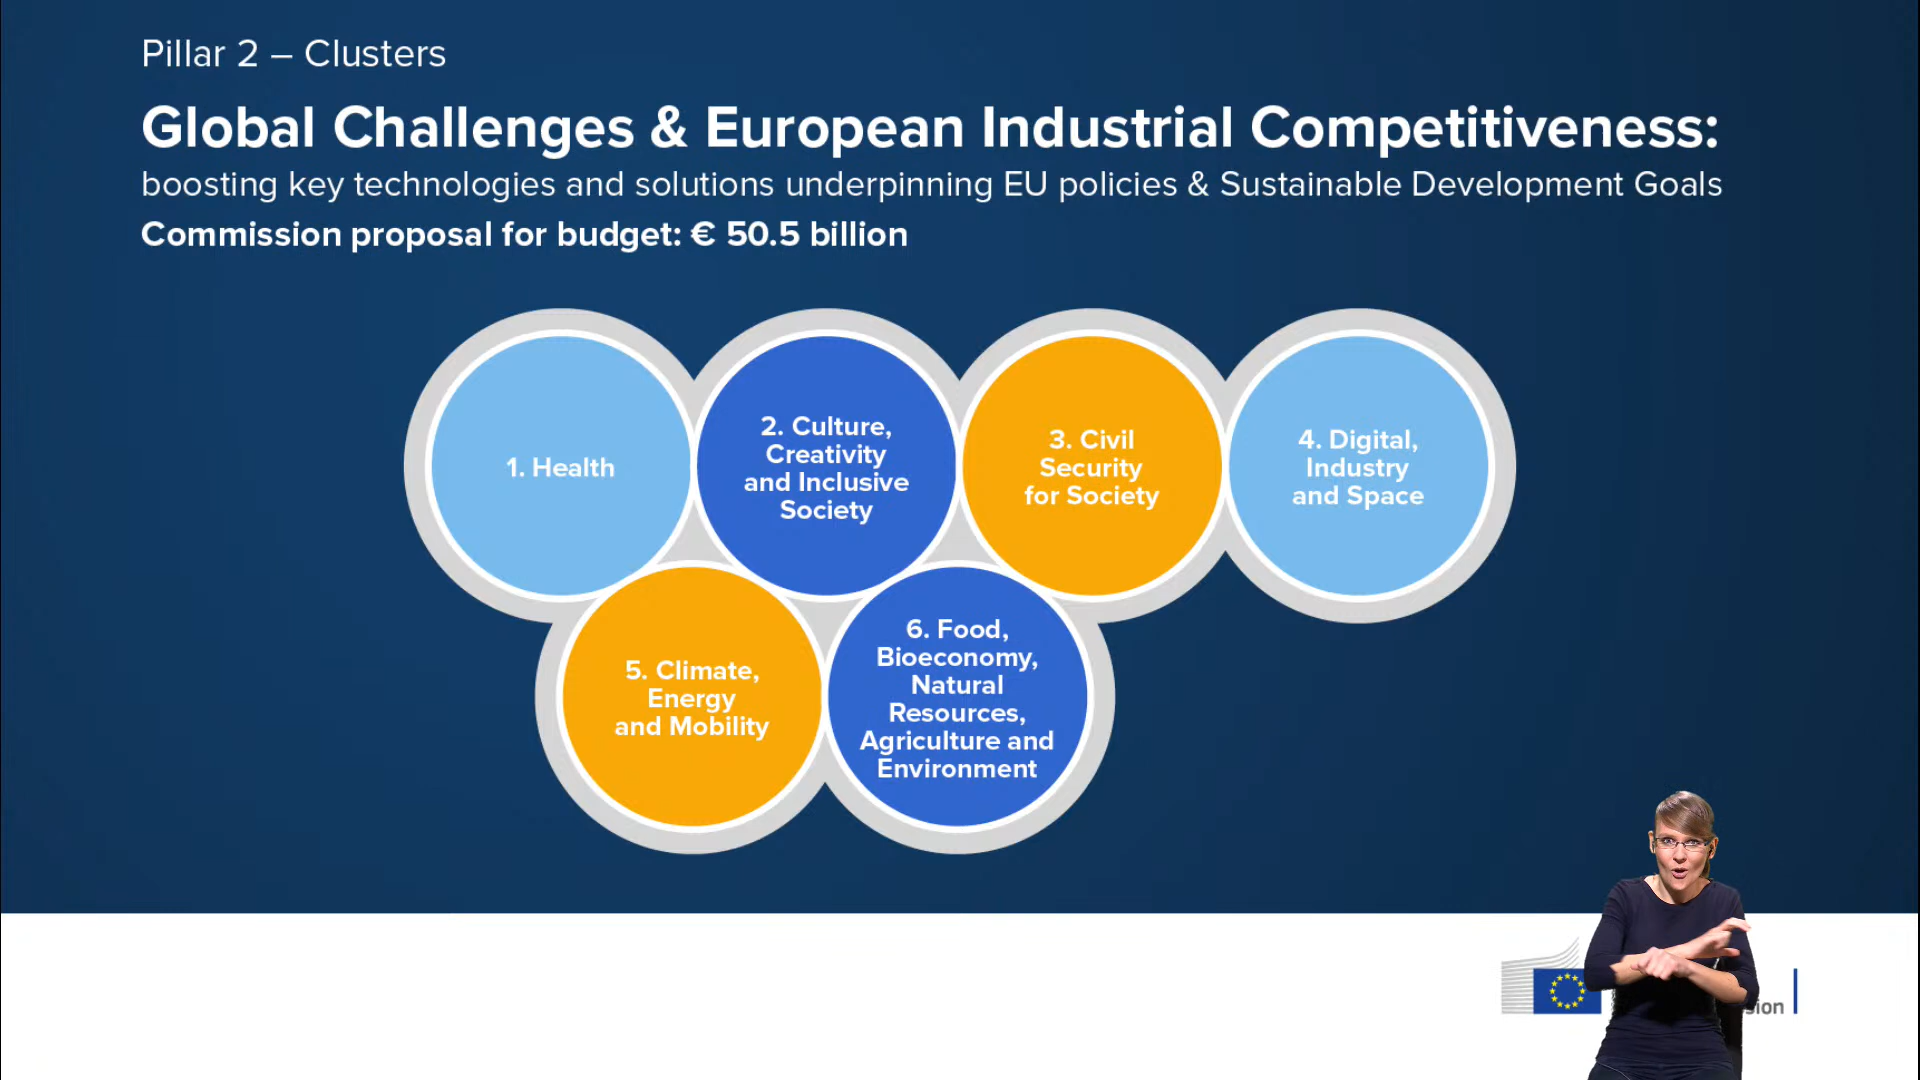 Pillar 2 – Clusters
Global Challenges & European Industrial Competitiveness:
boosting key technologies and solutions underpinning EU policies & Sustainable Development Goals
Commission proposal for budget: € 50.5 billion
1. Health
2. Culture,
Creativity
and Inclusive
Society
3. Civil
Security
for Society
4. Digital,
Industry
and Space
5. Climate,
Energy
and Mobility
6. Food,
Bioeconomy,
Natural
Resources,
Agriculture and
Environment